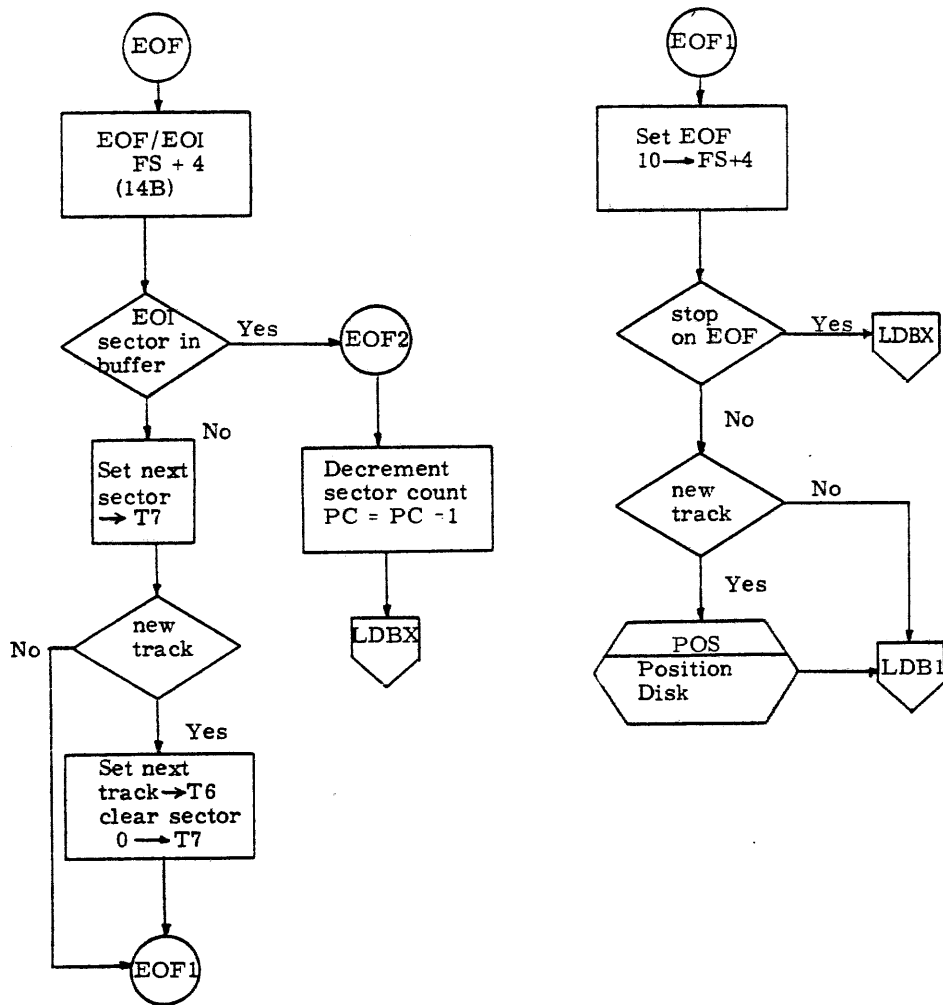 EOF
EOF/EOI
FS + 4
(14B)
EOI
sector in
buffer
Yes
EOF2
No
Set next
sector
→ T7
Decrement
sector count
PC = PC -1
LDBX
new
track
No
Yes
Set next
track→T6
clear sector
0 → T7
EOF1
EOF1
Set EOF
10→FS+4
stop
on EOF
Yes
LDBX
No
new
track
No
Yes
POS
Position
Disk
LDB1